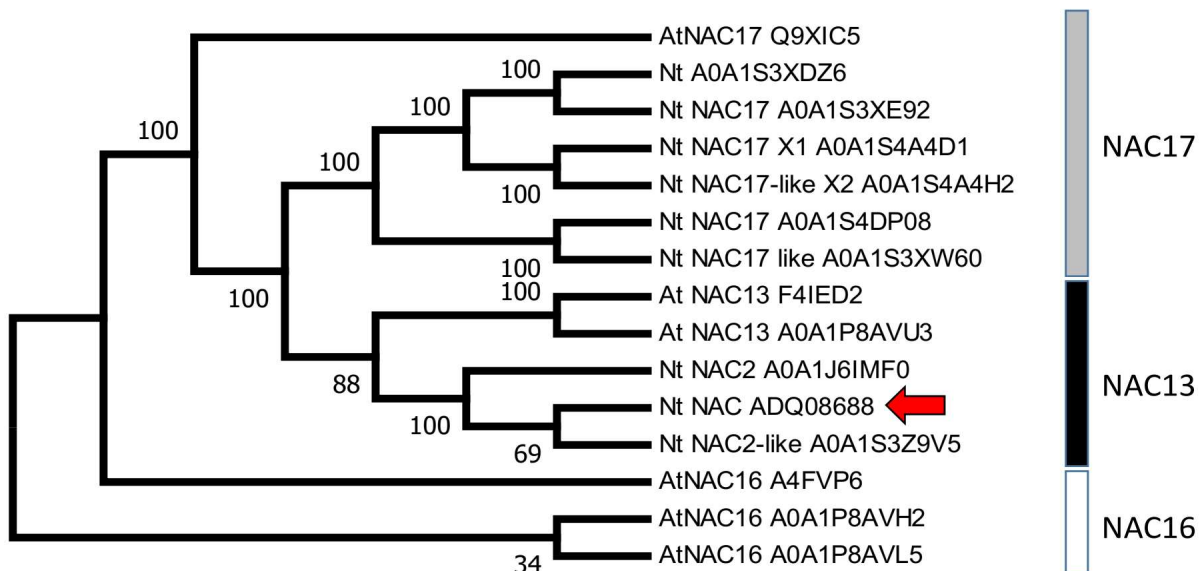 AtNAC17 Q9XIC5
100
Nt A0A1S3XDZ6
100
Nt NAC17 A0A1S3XE92
100
Nt NAC17 X1 A0A1S4A4D1
100
Nt NAC17-like X2 A0A1S4A4H2
100
Nt NAC17 A0A1S4DP08
Nt NAC17 like A0A1S3XW60
100
100
At NAC13 F4IED2
100
At NAC13 A0A1P8AVU3
Nt NAC2 A0A1J6IMF0
88
Nt NAC ADQ08688
100
Nt NAC2-like A0A1S3Z9V5
69
AtNAC16 A4FVP6
AtNAC16 A0A1P8AVH2
AtNAC16 A0A1P8AVL5
34
NAC17
NAC13
NAC16